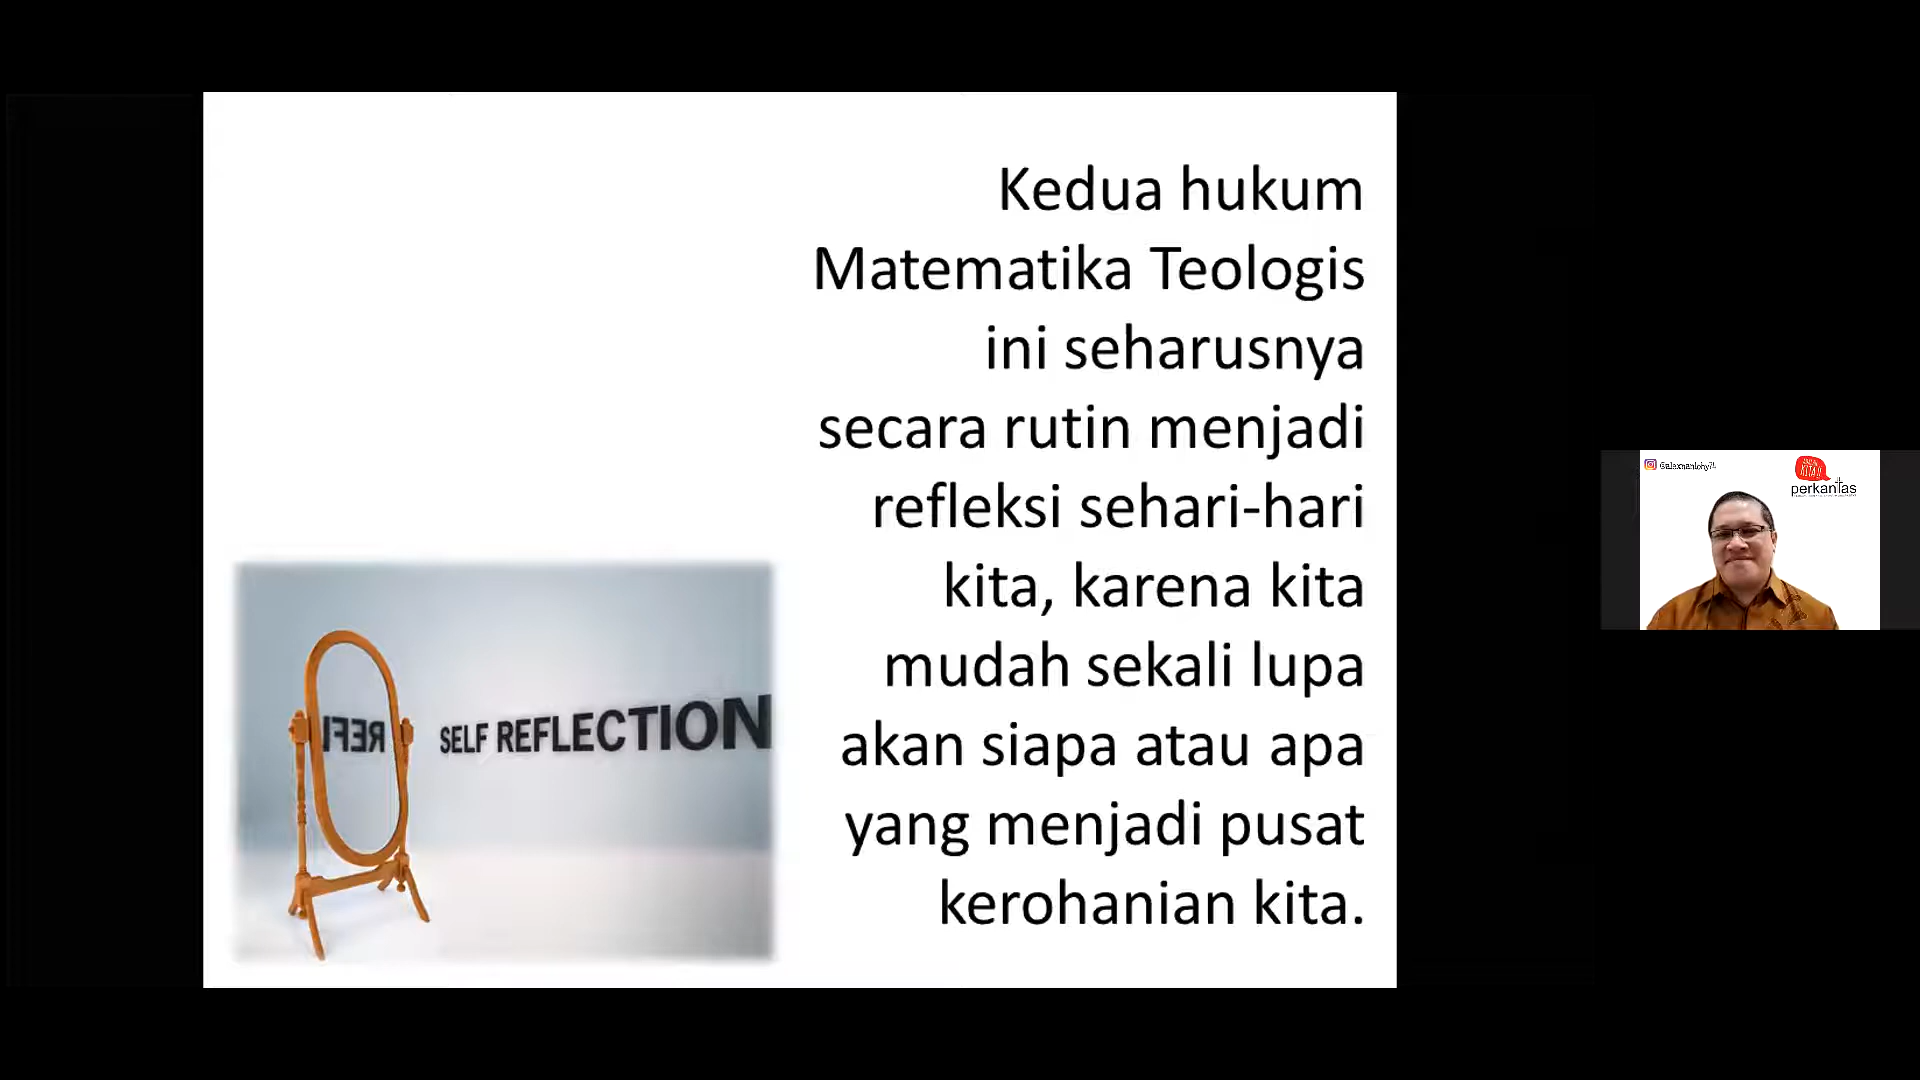 Kedua hukum
Matematika Teologis
ini seharusnya
secara rutin menjadi
refleksi sehari-hari
kita, karena kita
mudah sekali lupa
akan siapa atau apa
yang menjadi pusat
kerohanian kita.
REFL
SELF REFLECTION
perkantas